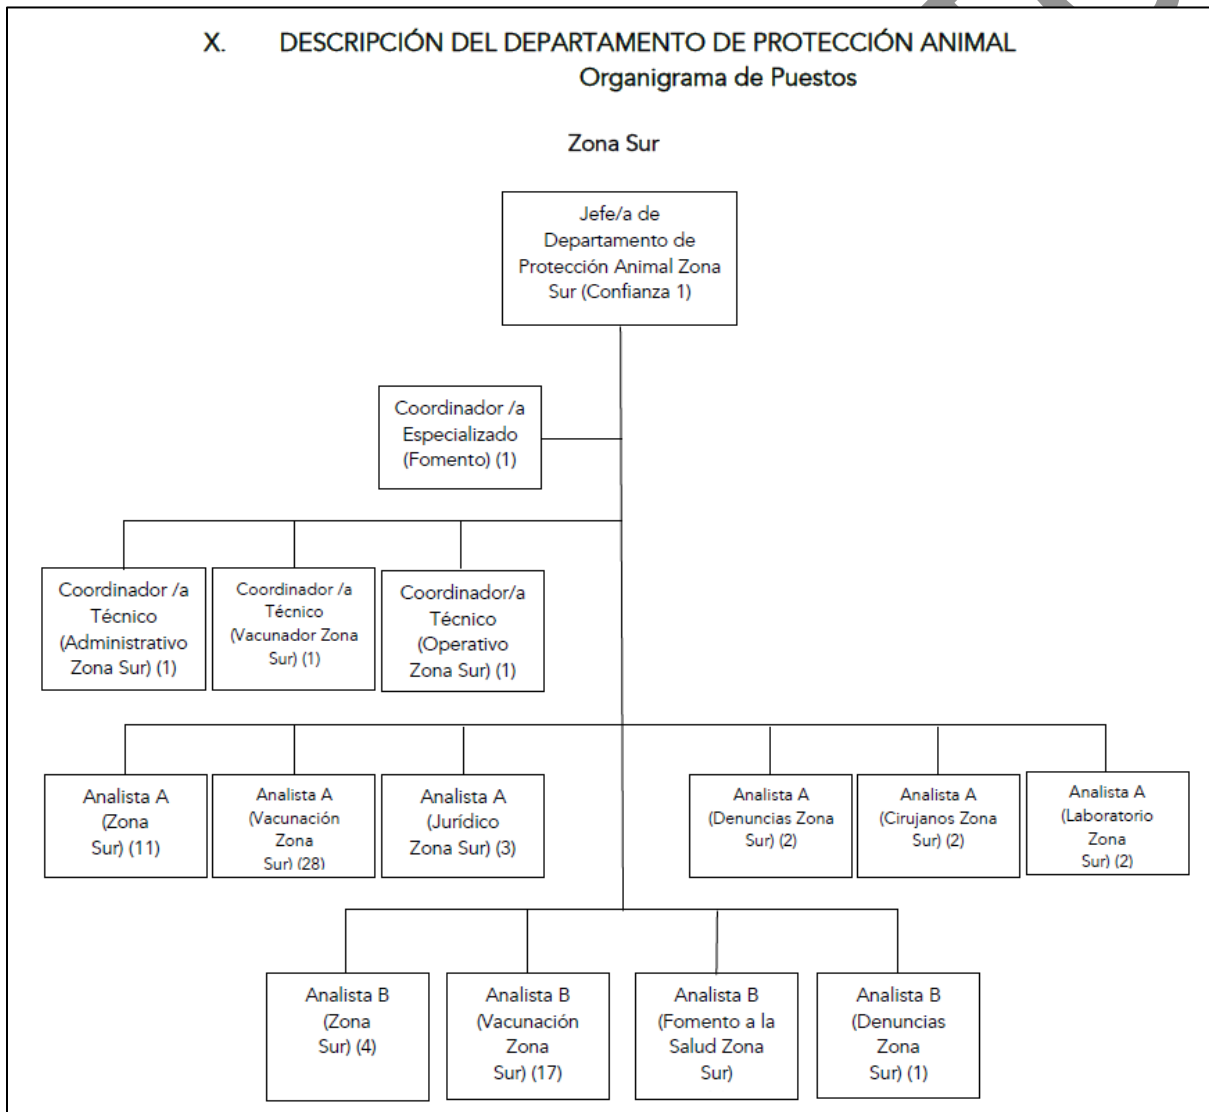 X. DESCRIPCIÓN DEL DEPARTAMENTO DE PROTECCIÓN ANIMAL
Organigrama de Puestos
Zona Sur
Jefe/a de
Departamento de
Protección Animal Zona
Sur (Confianza 1)
Coordinador /a
Especializado
(Fomento) (1)
Coordinador /a
Técnico
(Administrativo
Zona Sur) (1)
Coordinador /a
Técnico
(Vacunador Zona
Sur) (1)
Coordinador/a
Técnico
(Operativo
Zona Sur) (1)
Analista A
(Zona
Sur) (11)
Analista A
(Vacunación
Zona
Sur) (28)
Analista A
(Jurídico
Zona Sur) (3)
Analista A
(Denuncias Zona
Sur) (2)
Analista A
(Cirujanos Zona
Sur) (2)
Analista A
(Laboratorio
Zona
Sur) (2)
Analista B
(Zona
Sur) (4)
Analista B
(Vacunación
Zona
Sur) (17)
Analista B
(Fomento a la
Salud Zona
Sur)
Analista B
(Denuncias
Zona
Sur) (1)